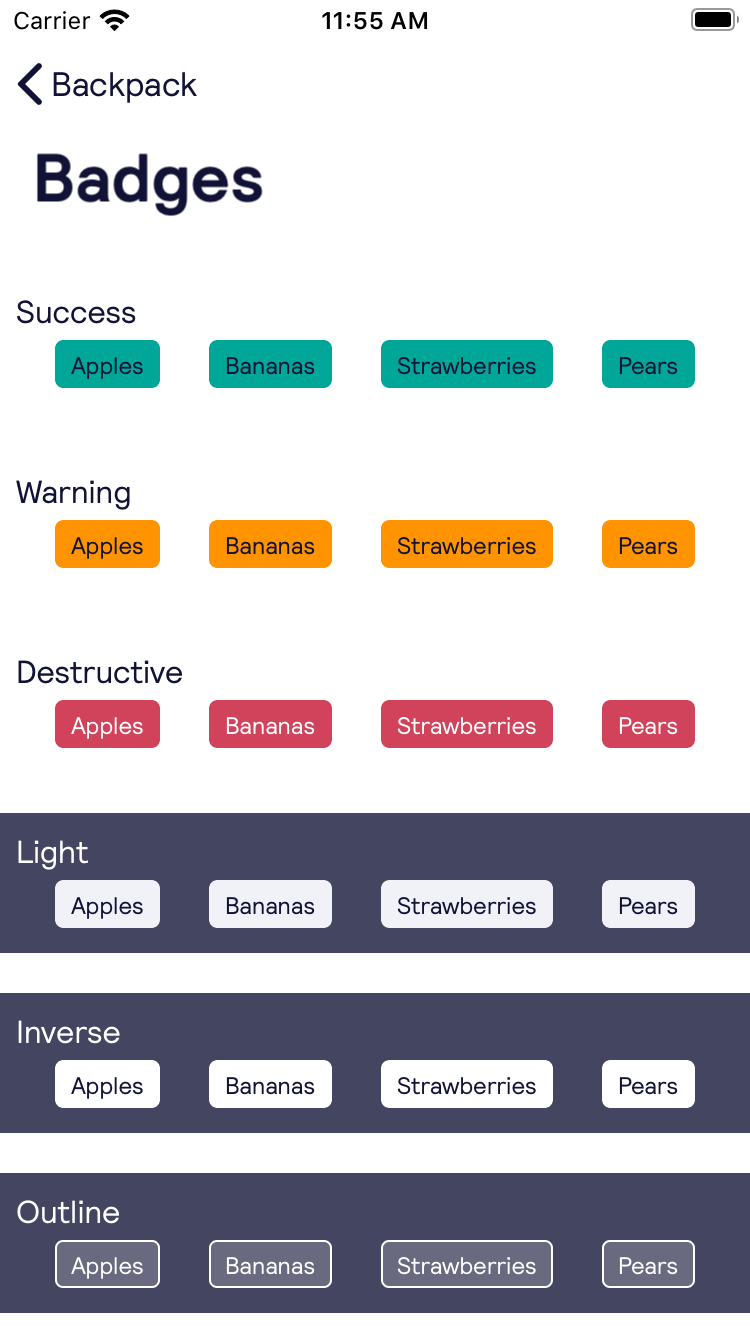 Carrier 11:55 AM
Backpack
Badges
Success
Apples Bananas Strawberries Pears
Warning
Apples Bananas Strawberries Pears
Destructive
Apples Bananas Strawberries Pears
Light
Apples Bananas Strawberries Pears
Inverse
Apples Bananas Strawberries Pears
Outline
Apples Bananas Strawberries Pears